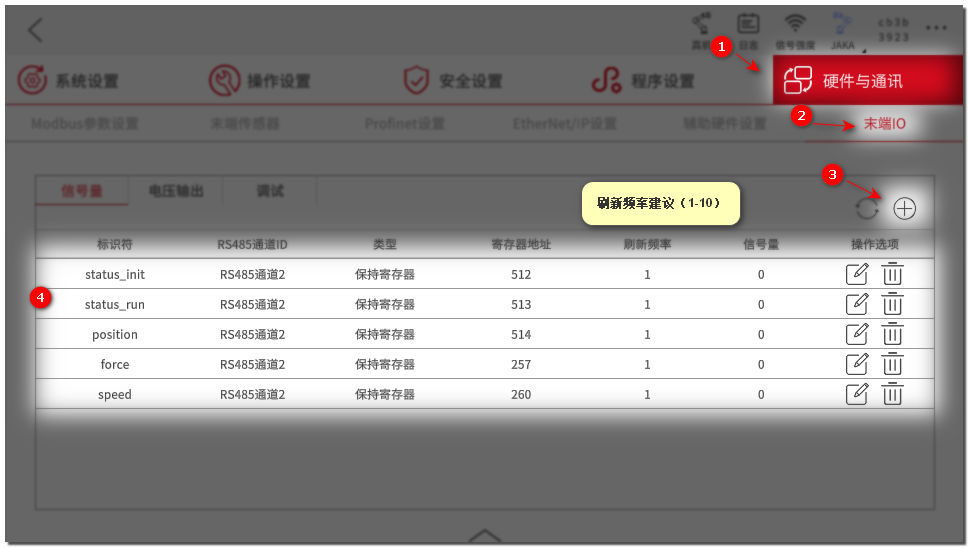 cb3b
日志 信号强度 JAKA 3923
1
系统设置 操作设置 安全设置 程序设置 硬件与通讯
2
Modbus参数设置 末端传感器 Profinet设置 EtherNet/IP设置 辅助硬件设置 末端IO
3
信号量 电压输出 调试
刷新频率建议（1-10）
标识符 RS485通道ID 类型 寄存器地址 刷新频率 信号量 操作选项
status_init RS485通道2 保持寄存器 512 1 0
4
status_run RS485通道2 保持寄存器 513 1 0
position RS485通道2 保持寄存器 514 1 0
force RS485通道2 保持寄存器 257 1 0
speed RS485通道2 保持寄存器 260 1 0